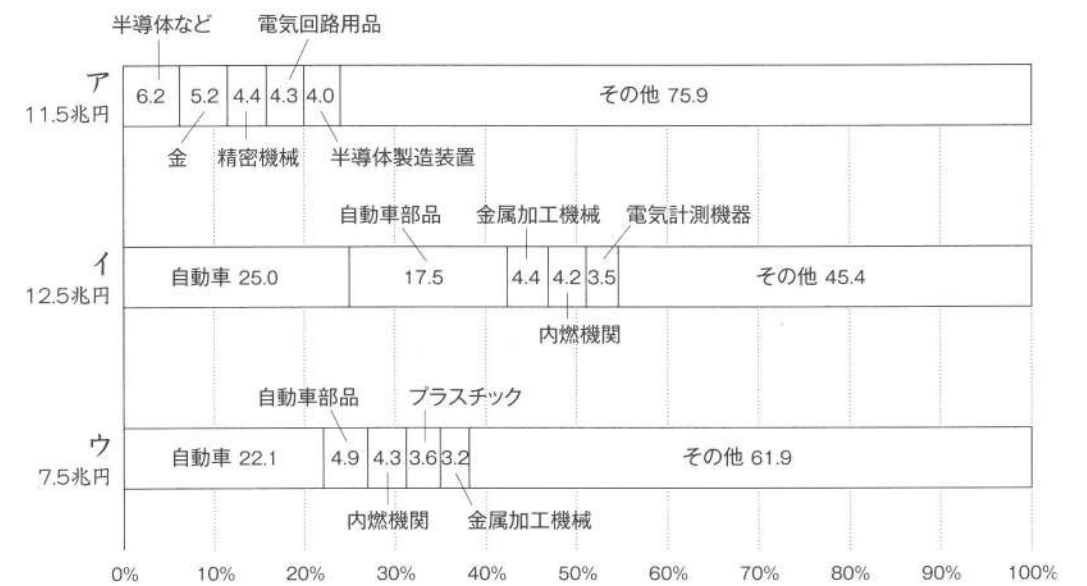 半導体など 電気回路用品
ア
11.5兆円
6.2 5.2 4.4 4.3 4.0 その他 75.9
金 精密機械 半導体製造装置
自動車部品 金属加工機械 電気計測機器
イ
12.5兆円
自動車 25.0 17.5 4.4 4.2 3.5 その他 45.4
内燃機関
自動車部品 プラスチック
ウ
7.5兆円
自動車 22.1 4.9 4.3 3.6 3.2 その他 61.9
内燃機関 金属加工機械
0% 10% 20% 30% 40% 50% 60% 70% 80% 90% 100%